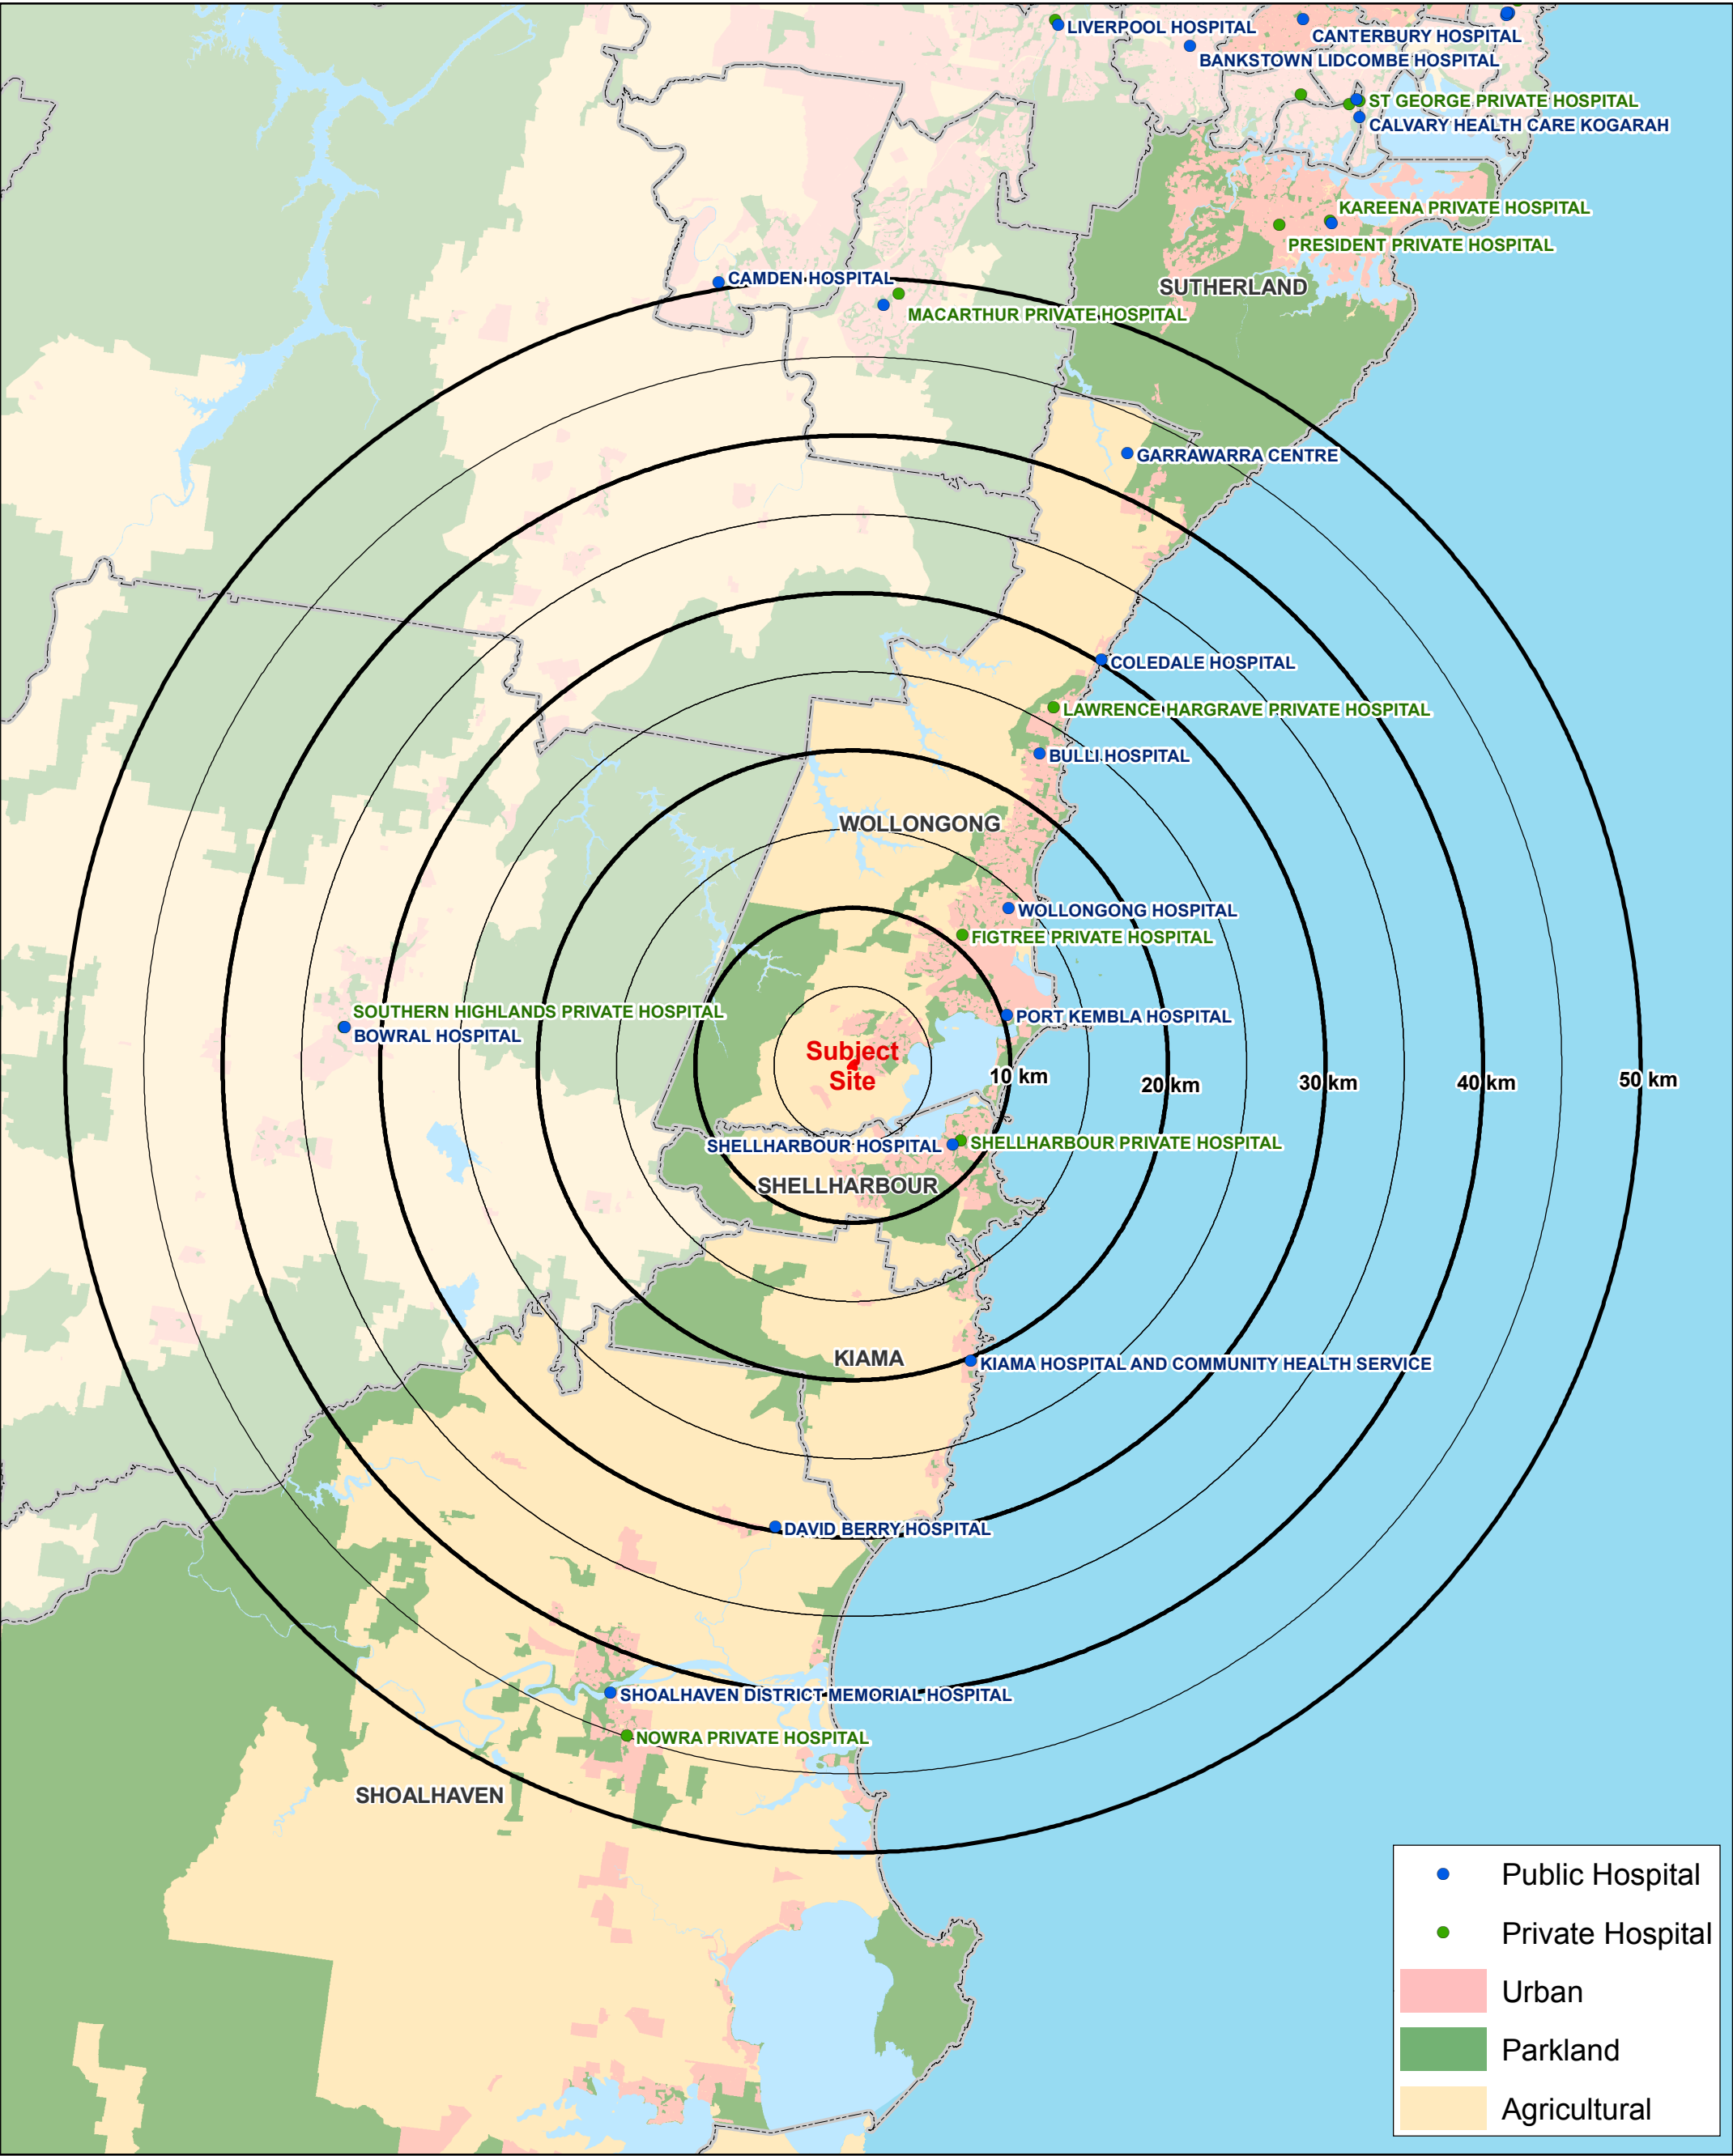 LIVERPOOL HOSPITAL
CANTERBURY HOSPITAL
BANKSTOWN LIDCOMBE HOSPITAL
ST GEORGE PRIVATE HOSPITAL
CALVARY HEALTH CARE KOGARAH
KAREENA PRIVATE HOSPITAL
PRESIDENT PRIVATE HOSPITAL
CAMDEN HOSPITAL
SUTHERLAND
MACARTHUR PRIVATE HOSPITAL
GARRAWARRA CENTRE
COLEDALE HOSPITAL
LAWRENCE HARGRAVE PRIVATE HOSPITAL
BULLI HOSPITAL
WOLLONGONG
WOLLONGONG HOSPITAL
FIGTREE PRIVATE HOSPITAL
SOUTHERN HIGHLANDS PRIVATE HOSPITAL
BOWRAL HOSPITAL
PORT KEMBLA HOSPITAL
Subject
Site
10 km
20 km
30 km
40 km
50 km
SHELLHARBOUR HOSPITAL
SHELLHARBOUR PRIVATE HOSPITAL
SHELLHARBOUR
KIAMA
KIAMA HOSPITAL AND COMMUNITY HEALTH SERVICE
DAVID BERRY HOSPITAL
SHOALHAVEN DISTRICT MEMORIAL HOSPITAL
NOWRA PRIVATE HOSPITAL
SHOALHAVEN
Public Hospital
Private Hospital
Urban
Parkland
Agricultural